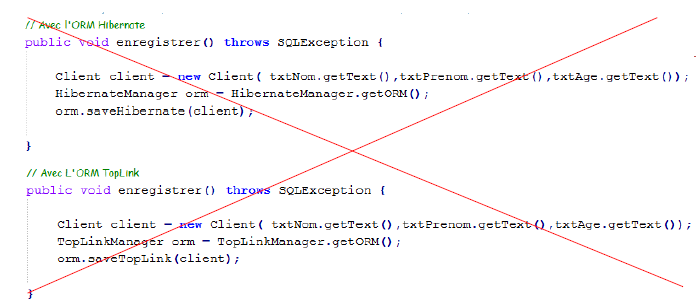 // Avec l'ORM Hibernate
public void enregistrer() throws SQLException {
Client client = new Client( txtNom.getText(),txtPrenom.getText(),txtAge.getText());
HibernateManager orm = HibernateManager.getORM();
orm.saveHibernate(client);
}
// Avec L'ORM TopLink
public void enregistrer() throws SQLException {
Client client = new Client( txtNom.getText(),txtPrenom.getText(),txtAge.getText());
TopLinkManager orm = TopLinkManager.getORM();
orm.saveTopLink(client);
}